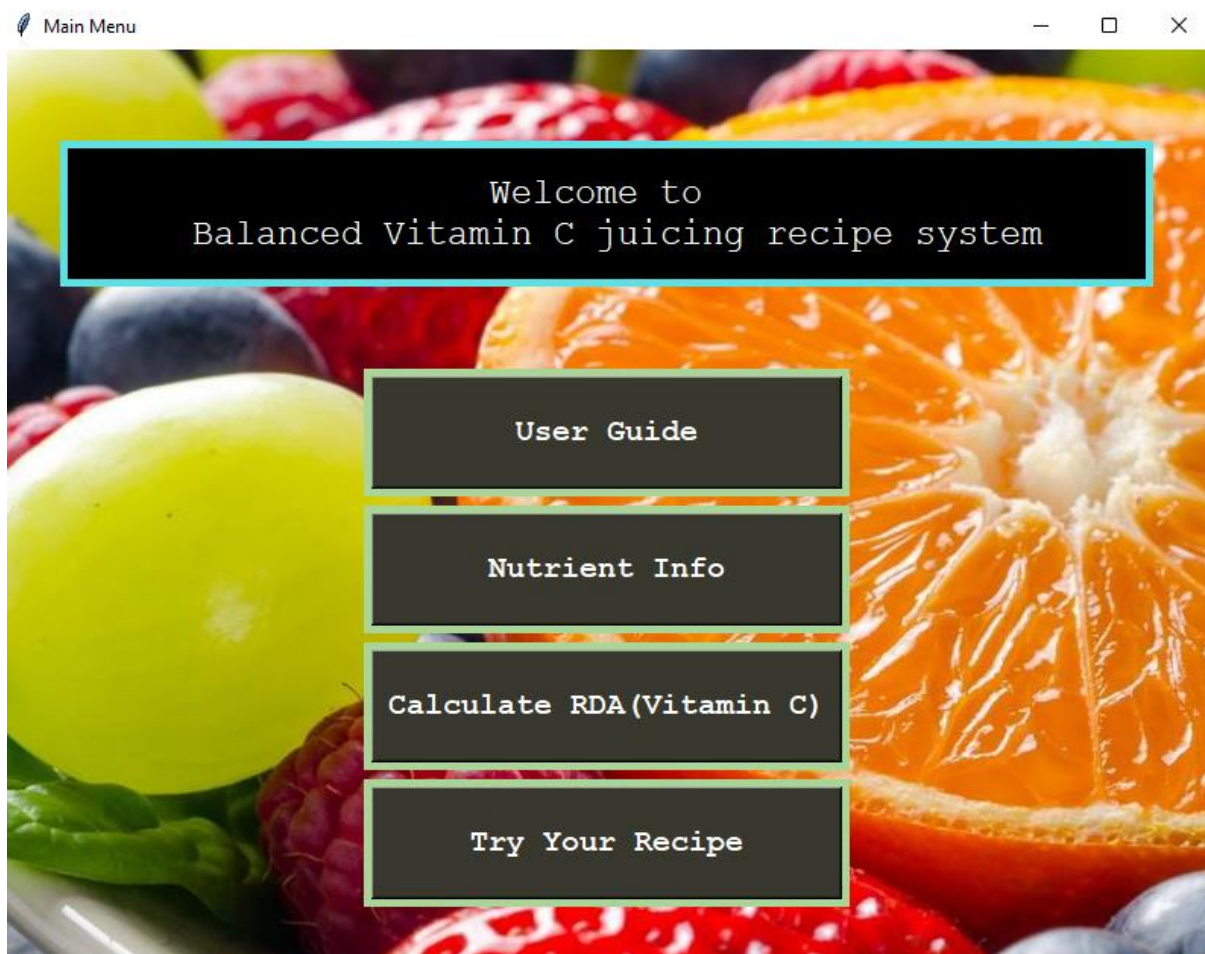 Main Menu
Welcome to
Balanced Vitamin C juicing recipe system
User Guide
Nutrient Info
Calculate RDA(Vitamin C)
Try Your Recipe